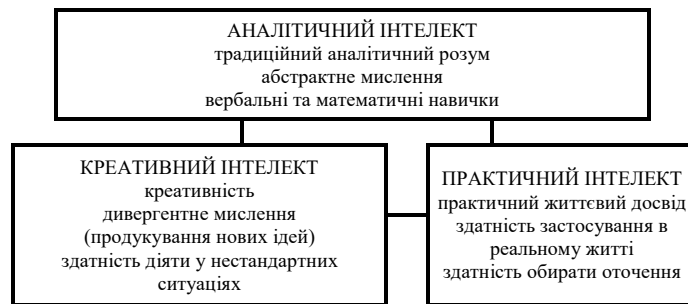 АНАЛІТИЧНИЙ ІНТЕЛЕКТ
традиційний аналітичний розум
абстрактне мислення
вербальні та математичні навички
КРЕАТИВНИЙ ІНТЕЛЕКТ
креативність
дивергентне мислення
(продукування нових ідей)
здатність діяти у нестандартних
ситуаціях
ПРАКТИЧНИЙ ІНТЕЛЕКТ
практичний життєвий досвід
здатність застосування в
реальному житті
здатність обирати оточення